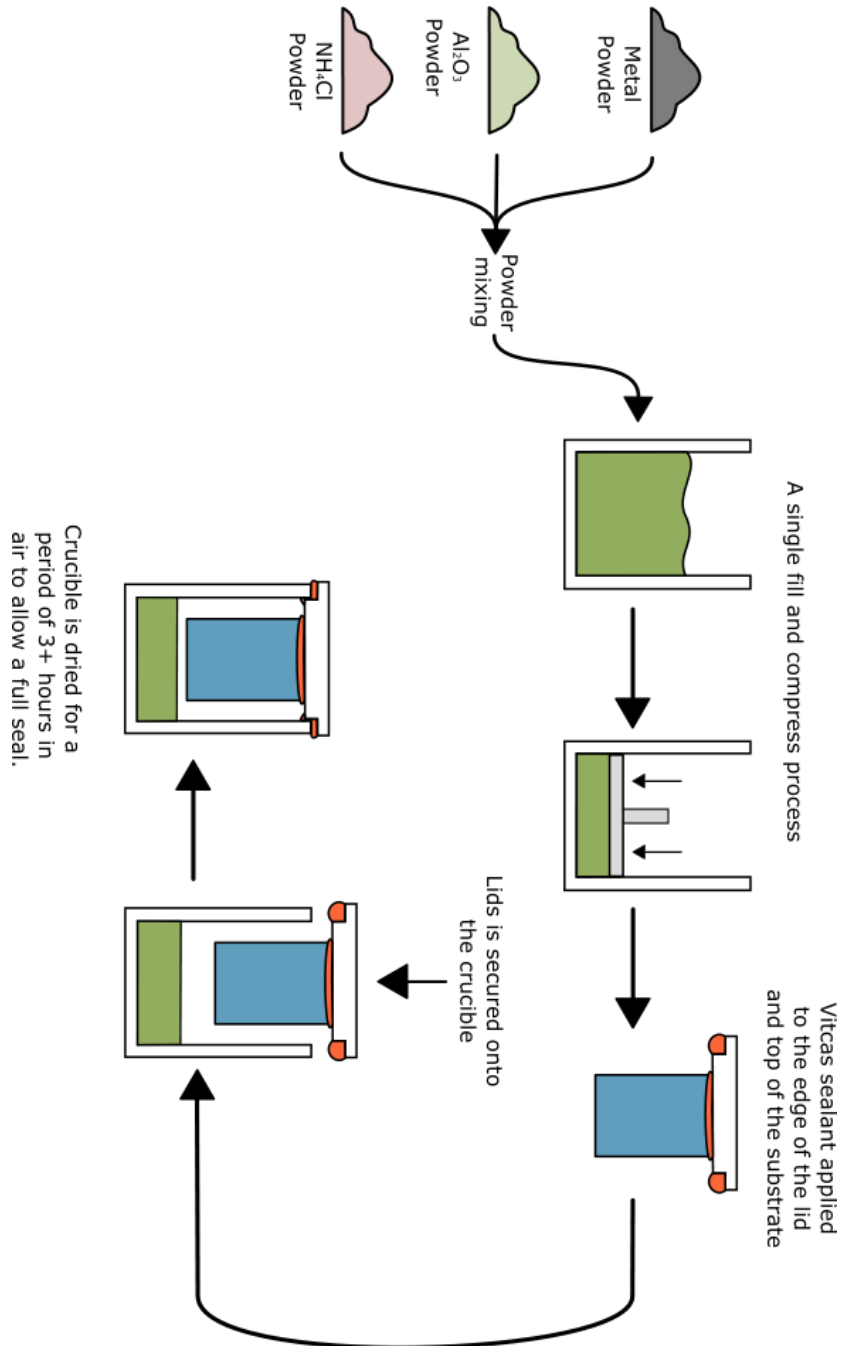 Metal
Powder
Al₂O₃
Powder
NH₄Cl
Powder
Powder
mixing
A single fill and compress process
Vitcas sealant applied
to the edge of the lid
and top of the substrate
Lids is secured onto
the crucible
Crucible is dried for a
period of 3+ hours in
air to allow a full seal.